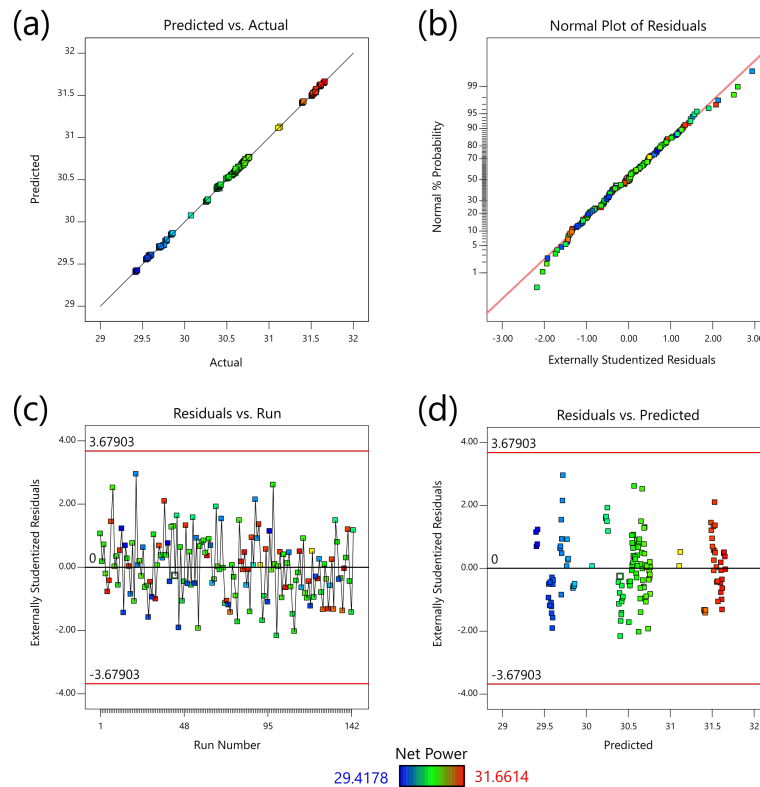 (a)
Predicted vs. Actual
Predicted
32
31.5
31
30.5
30
29.5
29
29 29.5 30 30.5 31 31.5 32
Actual
(b)
Normal Plot of Residuals
Normal % Probability
99
95
90
80
70
50
30
20
10
5
1
-3.00 -2.00 -1.00 0.00 1.00 2.00 3.00
Externally Studentized Residuals
(c)
Residuals vs. Run
Externally Studentized Residuals
4.00
2.00
0.00
-2.00
-4.00
3.67903
0
-3.67903
1 48 95 142
Run Number
(d)
Residuals vs. Predicted
Externally Studentized Residuals
4.00
2.00
0.00
-2.00
-4.00
3.67903
0
-3.67903
29 29.5 30 30.5 31 31.5 32
Predicted
Net Power
29.4178 31.6614